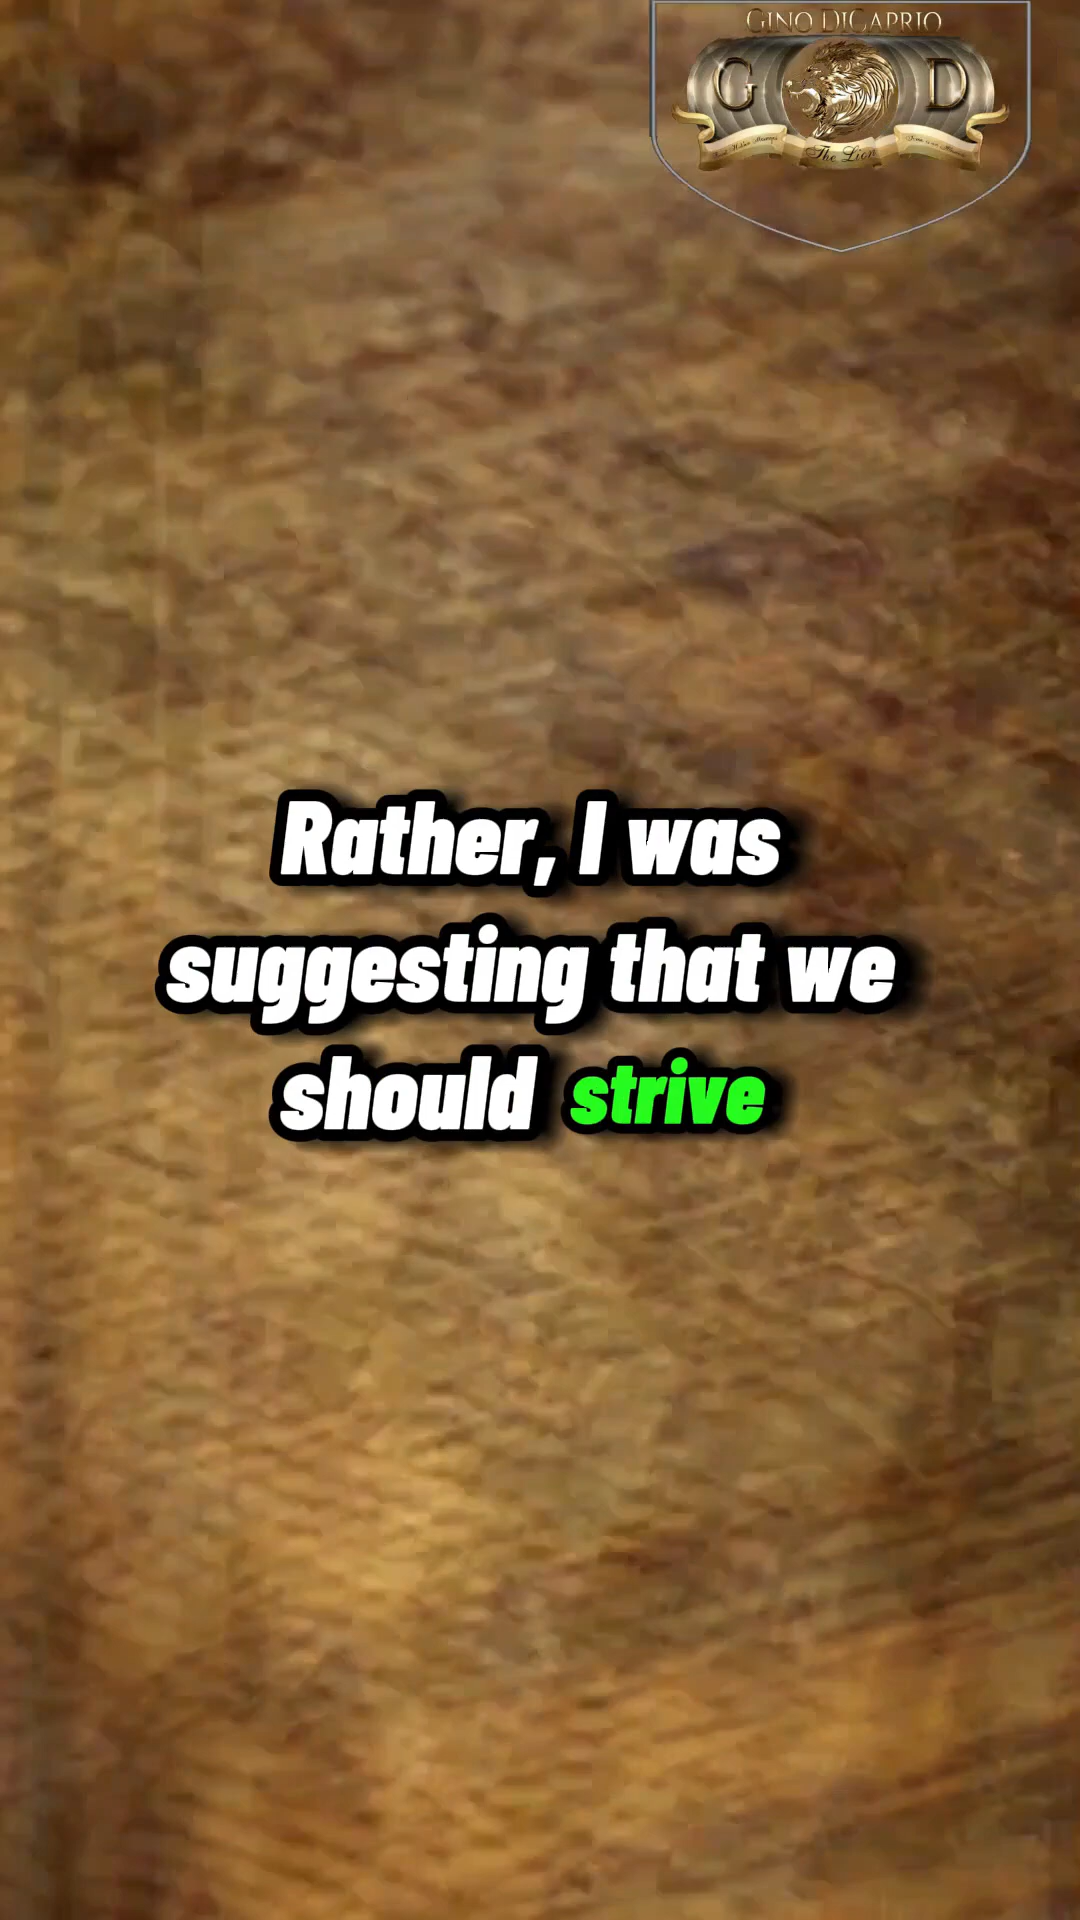 GINO DICAPRIO
G D
The Lion
Rather, I was
suggesting that we
should strive